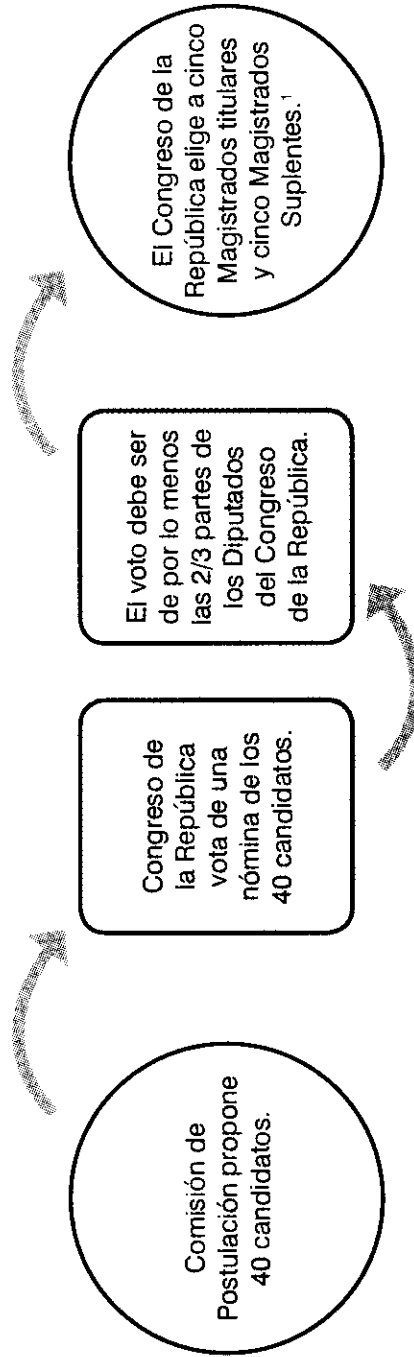 Comisión de
Postulación propone
40 candidatos.
Congreso de
la República
vota de una
nómina de los
40 candidatos.
El voto debe ser
de por lo menos
las 2/3 partes de
los Diputados
del Congreso
de la República.
El Congreso de la
República elige a cinco
Magistrados titulares
y cinco Magistrados
Suplentes.¹